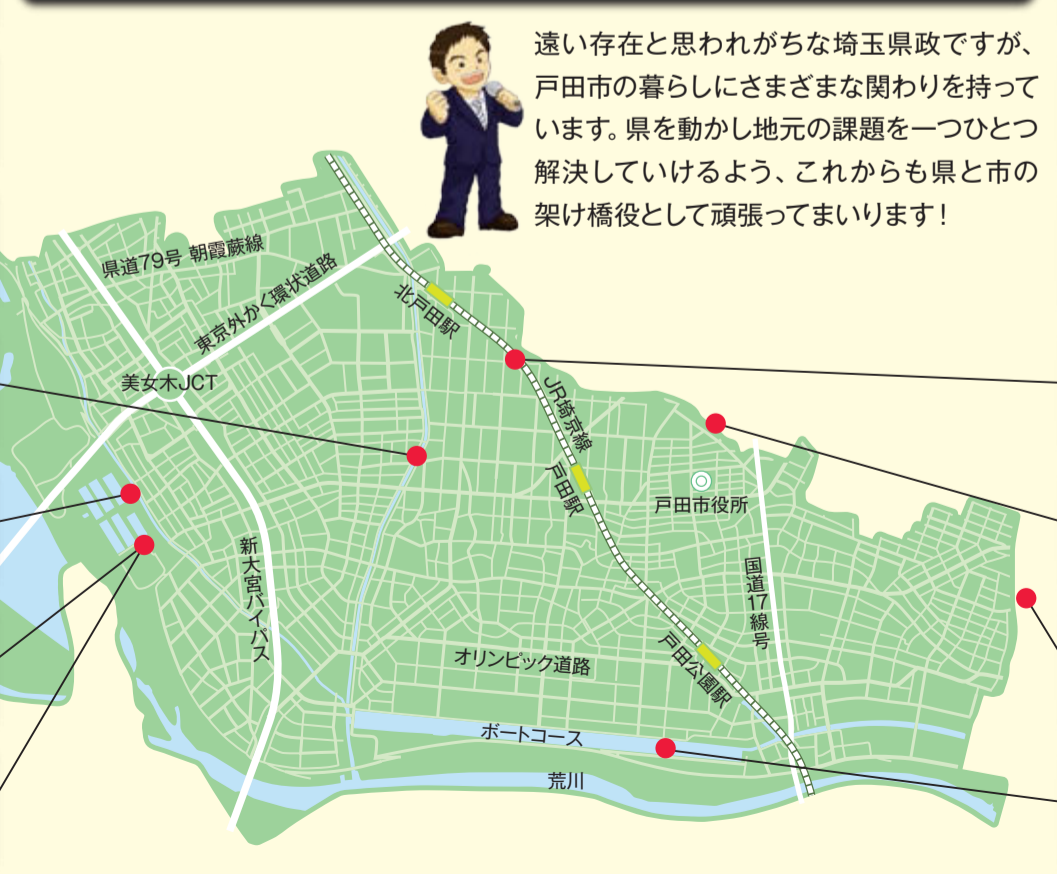 遠い存在と思われがちな埼玉県政ですが、
戸田市の暮らしにさまざまな関わりを持って
います。県を動かし地元の課題を一つひとつ
解決していけるよう、これからも県と市の
架け橋役として頑張ってまいります！
県道79号 朝霞蕨線
東京外かく環状道路
北戸田駅
美女木JCT
JR埼京線
戸田駅
戸田市役所
新大宮バイパス
国道17線号
オリンピック道路
戸田公園駅
ボートコース
荒川